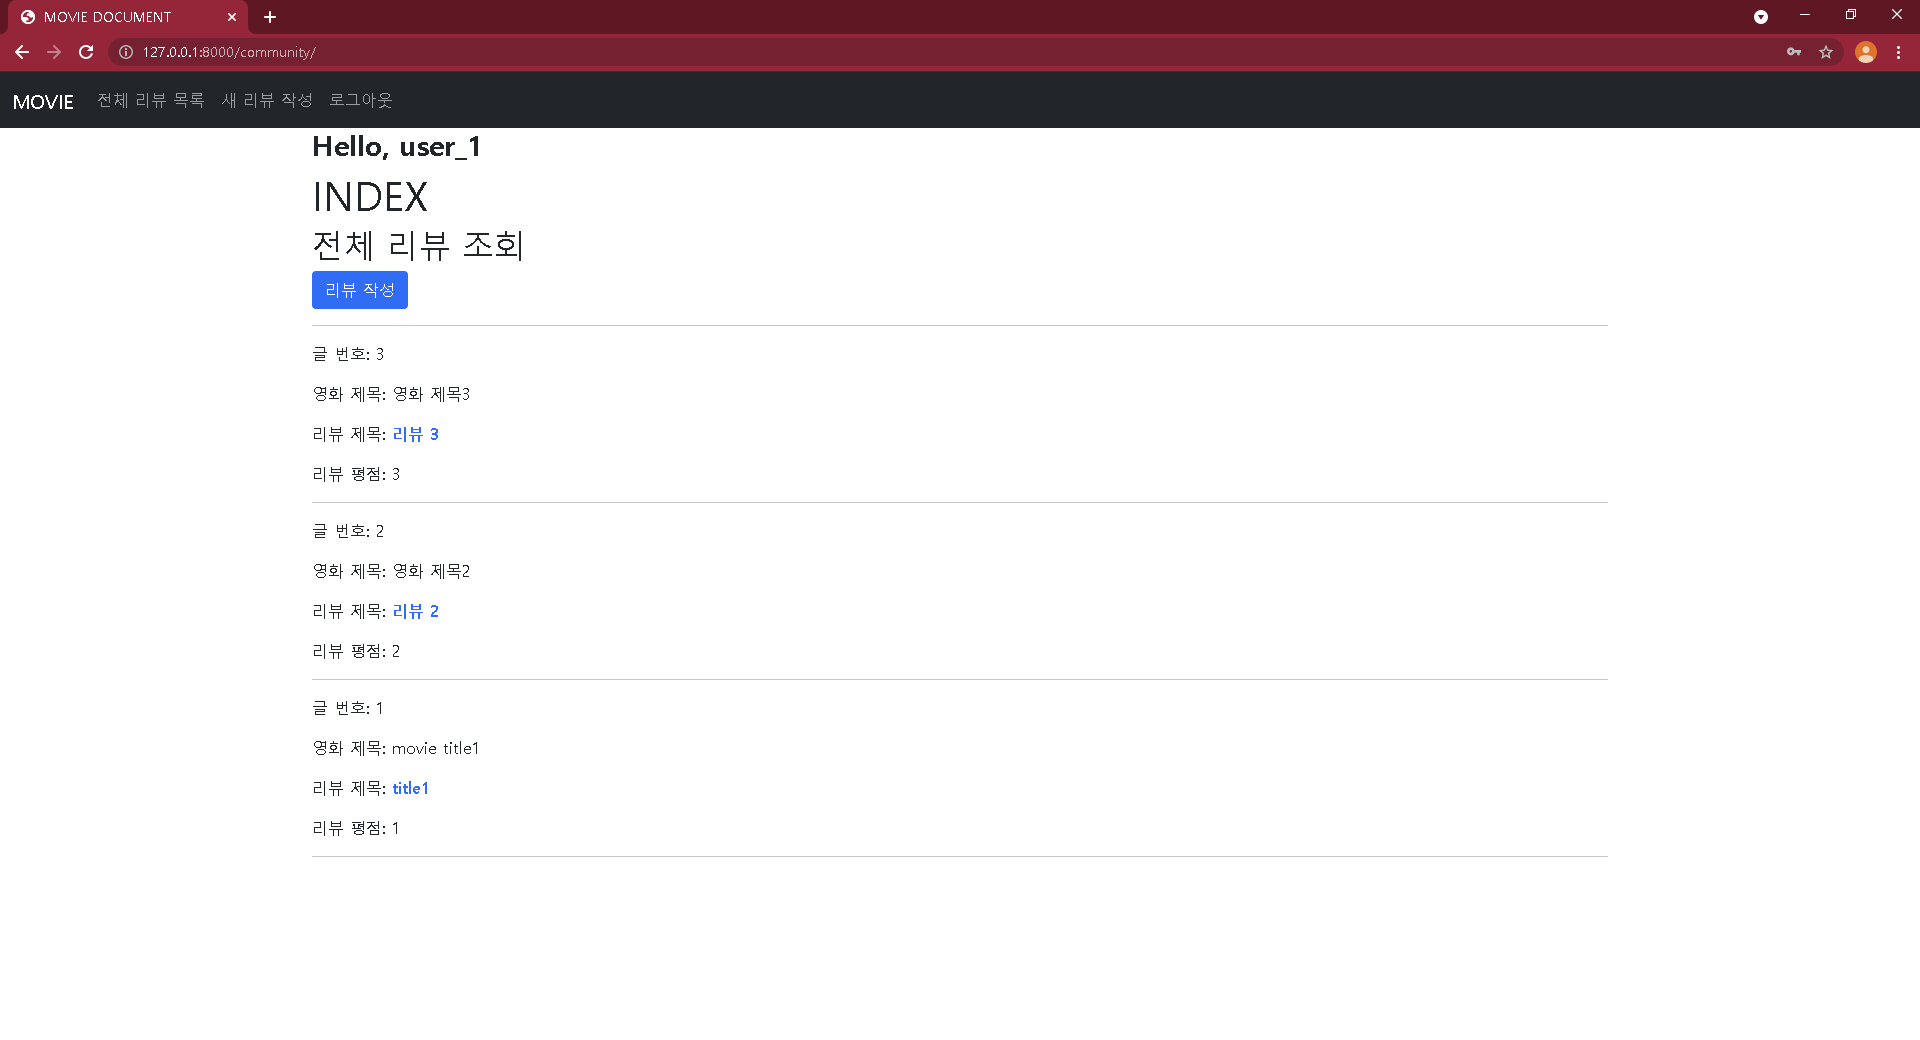 MOVIE DOCUMENT
127.0.0.1:8000/community/
MOVIE 전체 리뷰 목록 새 리뷰 작성 로그아웃
Hello, user_1
INDEX
전체 리뷰 조회
리뷰 작성
글 번호: 3
영화 제목: 영화 제목3
리뷰 제목: 리뷰 3
리뷰 평점: 3
글 번호: 2
영화 제목: 영화 제목2
리뷰 제목: 리뷰 2
리뷰 평점: 2
글 번호: 1
영화 제목: movie title1
리뷰 제목: title1
리뷰 평점: 1